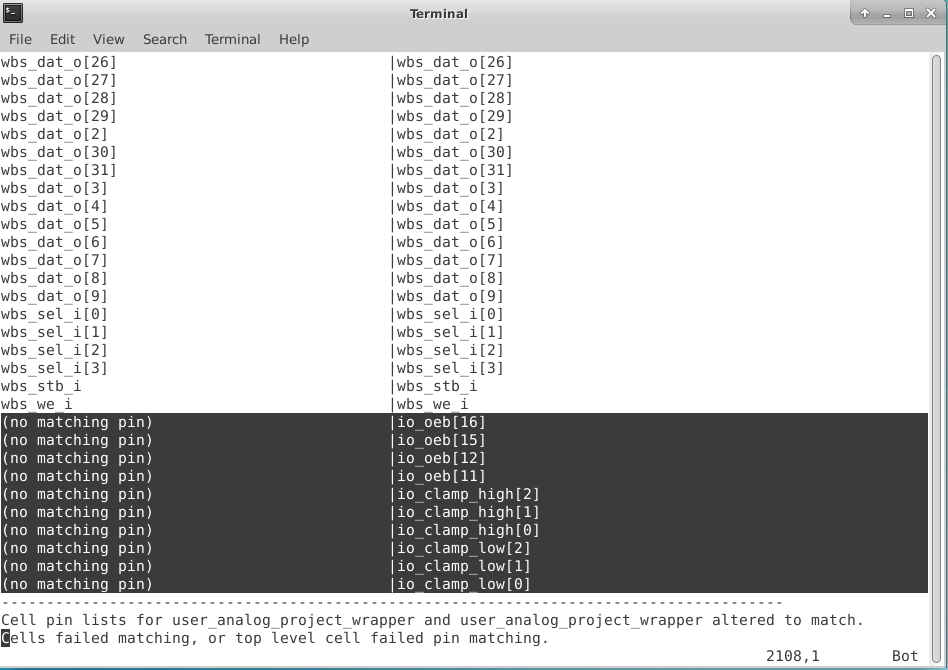 Terminal
File Edit View Search Terminal Help
wbs_dat_o[26] |wbs_dat_o[26]
wbs_dat_o[27] |wbs_dat_o[27]
wbs_dat_o[28] |wbs_dat_o[28]
wbs_dat_o[29] |wbs_dat_o[29]
wbs_dat_o[2] |wbs_dat_o[2]
wbs_dat_o[30] |wbs_dat_o[30]
wbs_dat_o[31] |wbs_dat_o[31]
wbs_dat_o[3] |wbs_dat_o[3]
wbs_dat_o[4] |wbs_dat_o[4]
wbs_dat_o[5] |wbs_dat_o[5]
wbs_dat_o[6] |wbs_dat_o[6]
wbs_dat_o[7] |wbs_dat_o[7]
wbs_dat_o[8] |wbs_dat_o[8]
wbs_dat_o[9] |wbs_dat_o[9]
wbs_sel_i[0] |wbs_sel_i[0]
wbs_sel_i[1] |wbs_sel_i[1]
wbs_sel_i[2] |wbs_sel_i[2]
wbs_sel_i[3] |wbs_sel_i[3]
wbs_stb_i |wbs_stb_i
wbs_we_i |wbs_we_i
(no matching pin) |io_oeb[16]
(no matching pin) |io_oeb[15]
(no matching pin) |io_oeb[12]
(no matching pin) |io_oeb[11]
(no matching pin) |io_clamp_high[2]
(no matching pin) |io_clamp_high[1]
(no matching pin) |io_clamp_high[0]
(no matching pin) |io_clamp_low[2]
(no matching pin) |io_clamp_low[1]
(no matching pin) |io_clamp_low[0]
---------------------------------------------------------------------------------------
Cell pin lists for user_analog_project_wrapper and user_analog_project_wrapper altered to match.
Cells failed matching, or top level cell failed pin matching.
2108,1 Bot